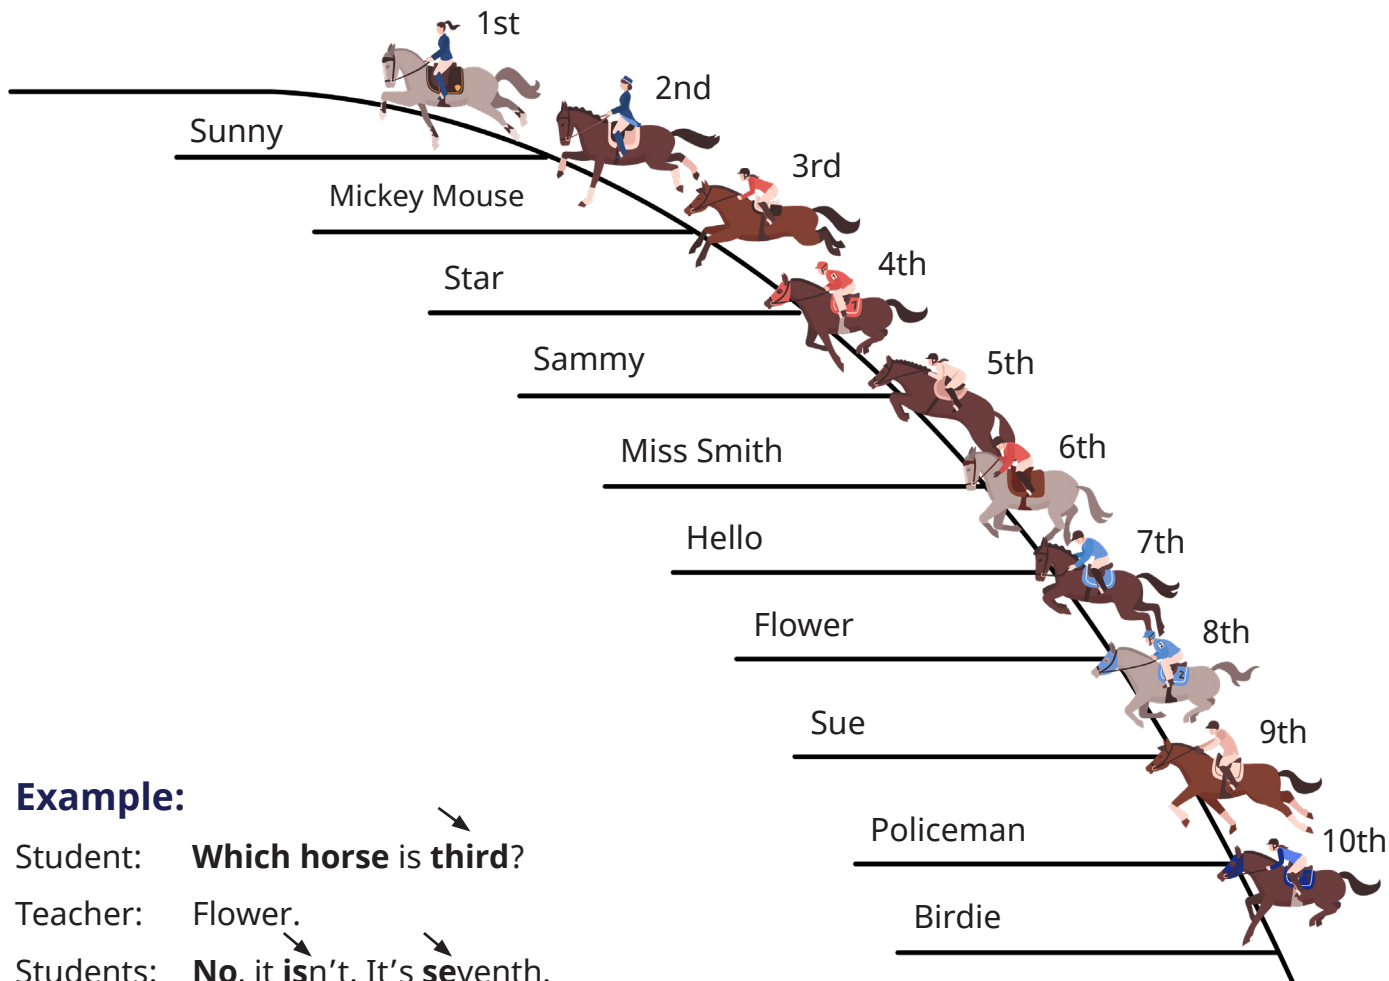 1st
2nd
Sunny
3rd
Mickey Mouse
4th
Star
5th
Sammy
6th
Miss Smith
7th
Hello
8th
Flower
2
9th
Sue
10th
Policeman
Birdie
Example:
Student: Which horse is third?
Teacher: Flower.
Students: No, it isn't. It's seventh.